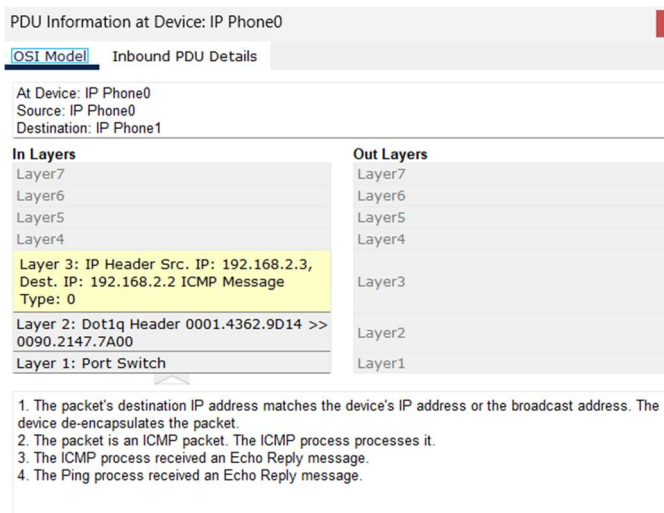 PDU Information at Device: IP Phone0
OSI Model Inbound PDU Details
At Device: IP Phone0
Source: IP Phone0
Destination: IP Phone1
In Layers Out Layers
Layer7 Layer7
Layer6 Layer6
Layer5 Layer5
Layer4 Layer4
Layer 3: IP Header Src. IP: 192.168.2.3,
Dest. IP: 192.168.2.2 ICMP Message
Type: 0
Layer3
Layer 2: Dot1q Header 0001.4362.9D14 >>
0090.2147.7A00
Layer2
Layer 1: Port Switch Layer1
1. The packet's destination IP address matches the device's IP address or the broadcast address. The
device de-encapsulates the packet.
2. The packet is an ICMP packet. The ICMP process processes it.
3. The ICMP process received an Echo Reply message.
4. The Ping process received an Echo Reply message.